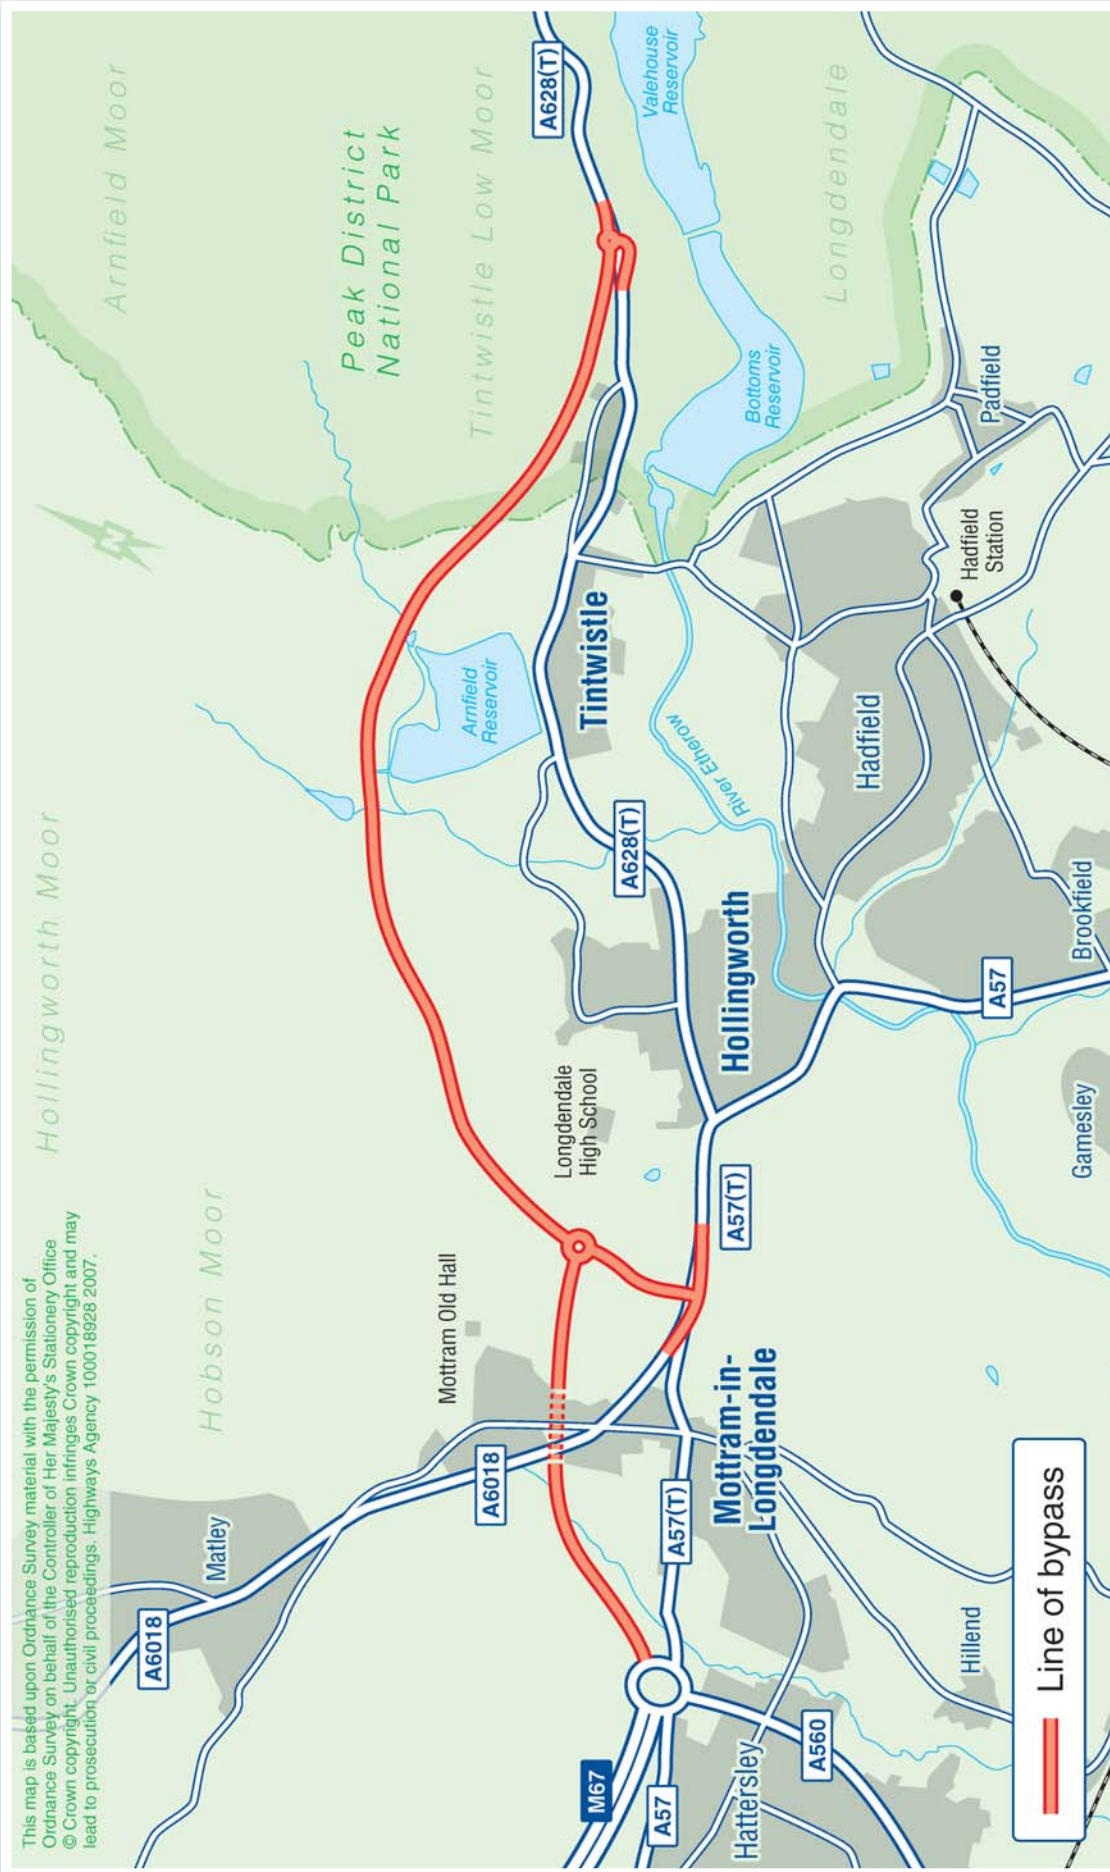 This map is based upon Ordnance Survey material with the permission of
Ordnance Survey on behalf of the Controller of Her Majesty's Stationery Office
© Crown copyright. Unauthorised reproduction infringes Crown copyright and may
lead to prosecution or civil proceedings. Highways Agency 100018928 2007.
Hollingworth Moor
Arnfield Moor
Hobson Moor
Peak District
National Park
Tintwistle Low Moor
A6018
Matley
Mottram Old Hall
A6018
Arnfield
Reservoir
A628(T)
Longdendale
High School
Tintwistle
A628(T)
Valehouse
Reservoir
M67
A57
A57(T)
Mottram-in-
Longdendale
A57(T)
Hollingworth
River Etherow
Bottoms
Reservoir
Longdendale
Hattersley
A560
Hadfield
Hillend
A57
Hadfield
Station
Padfield
Gamesley
Brookfield
Line of bypass
N